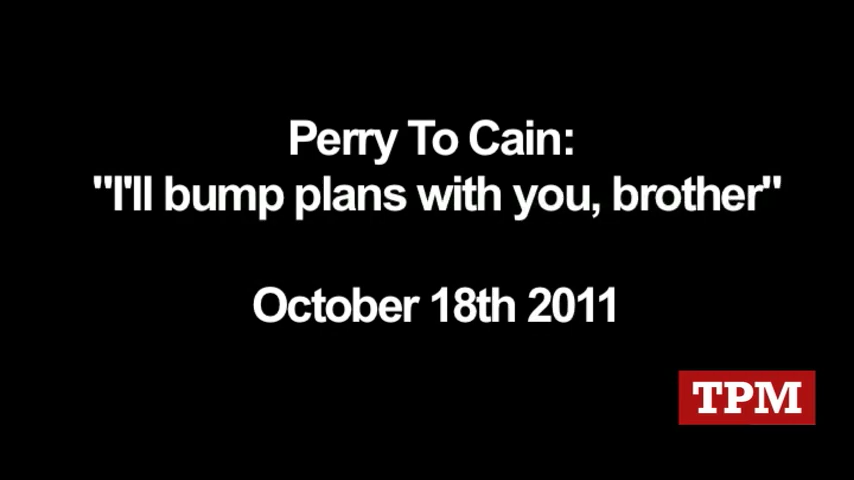 Perry To Cain:
"I'll bump plans with you, brother"
October 18th 2011
TPM